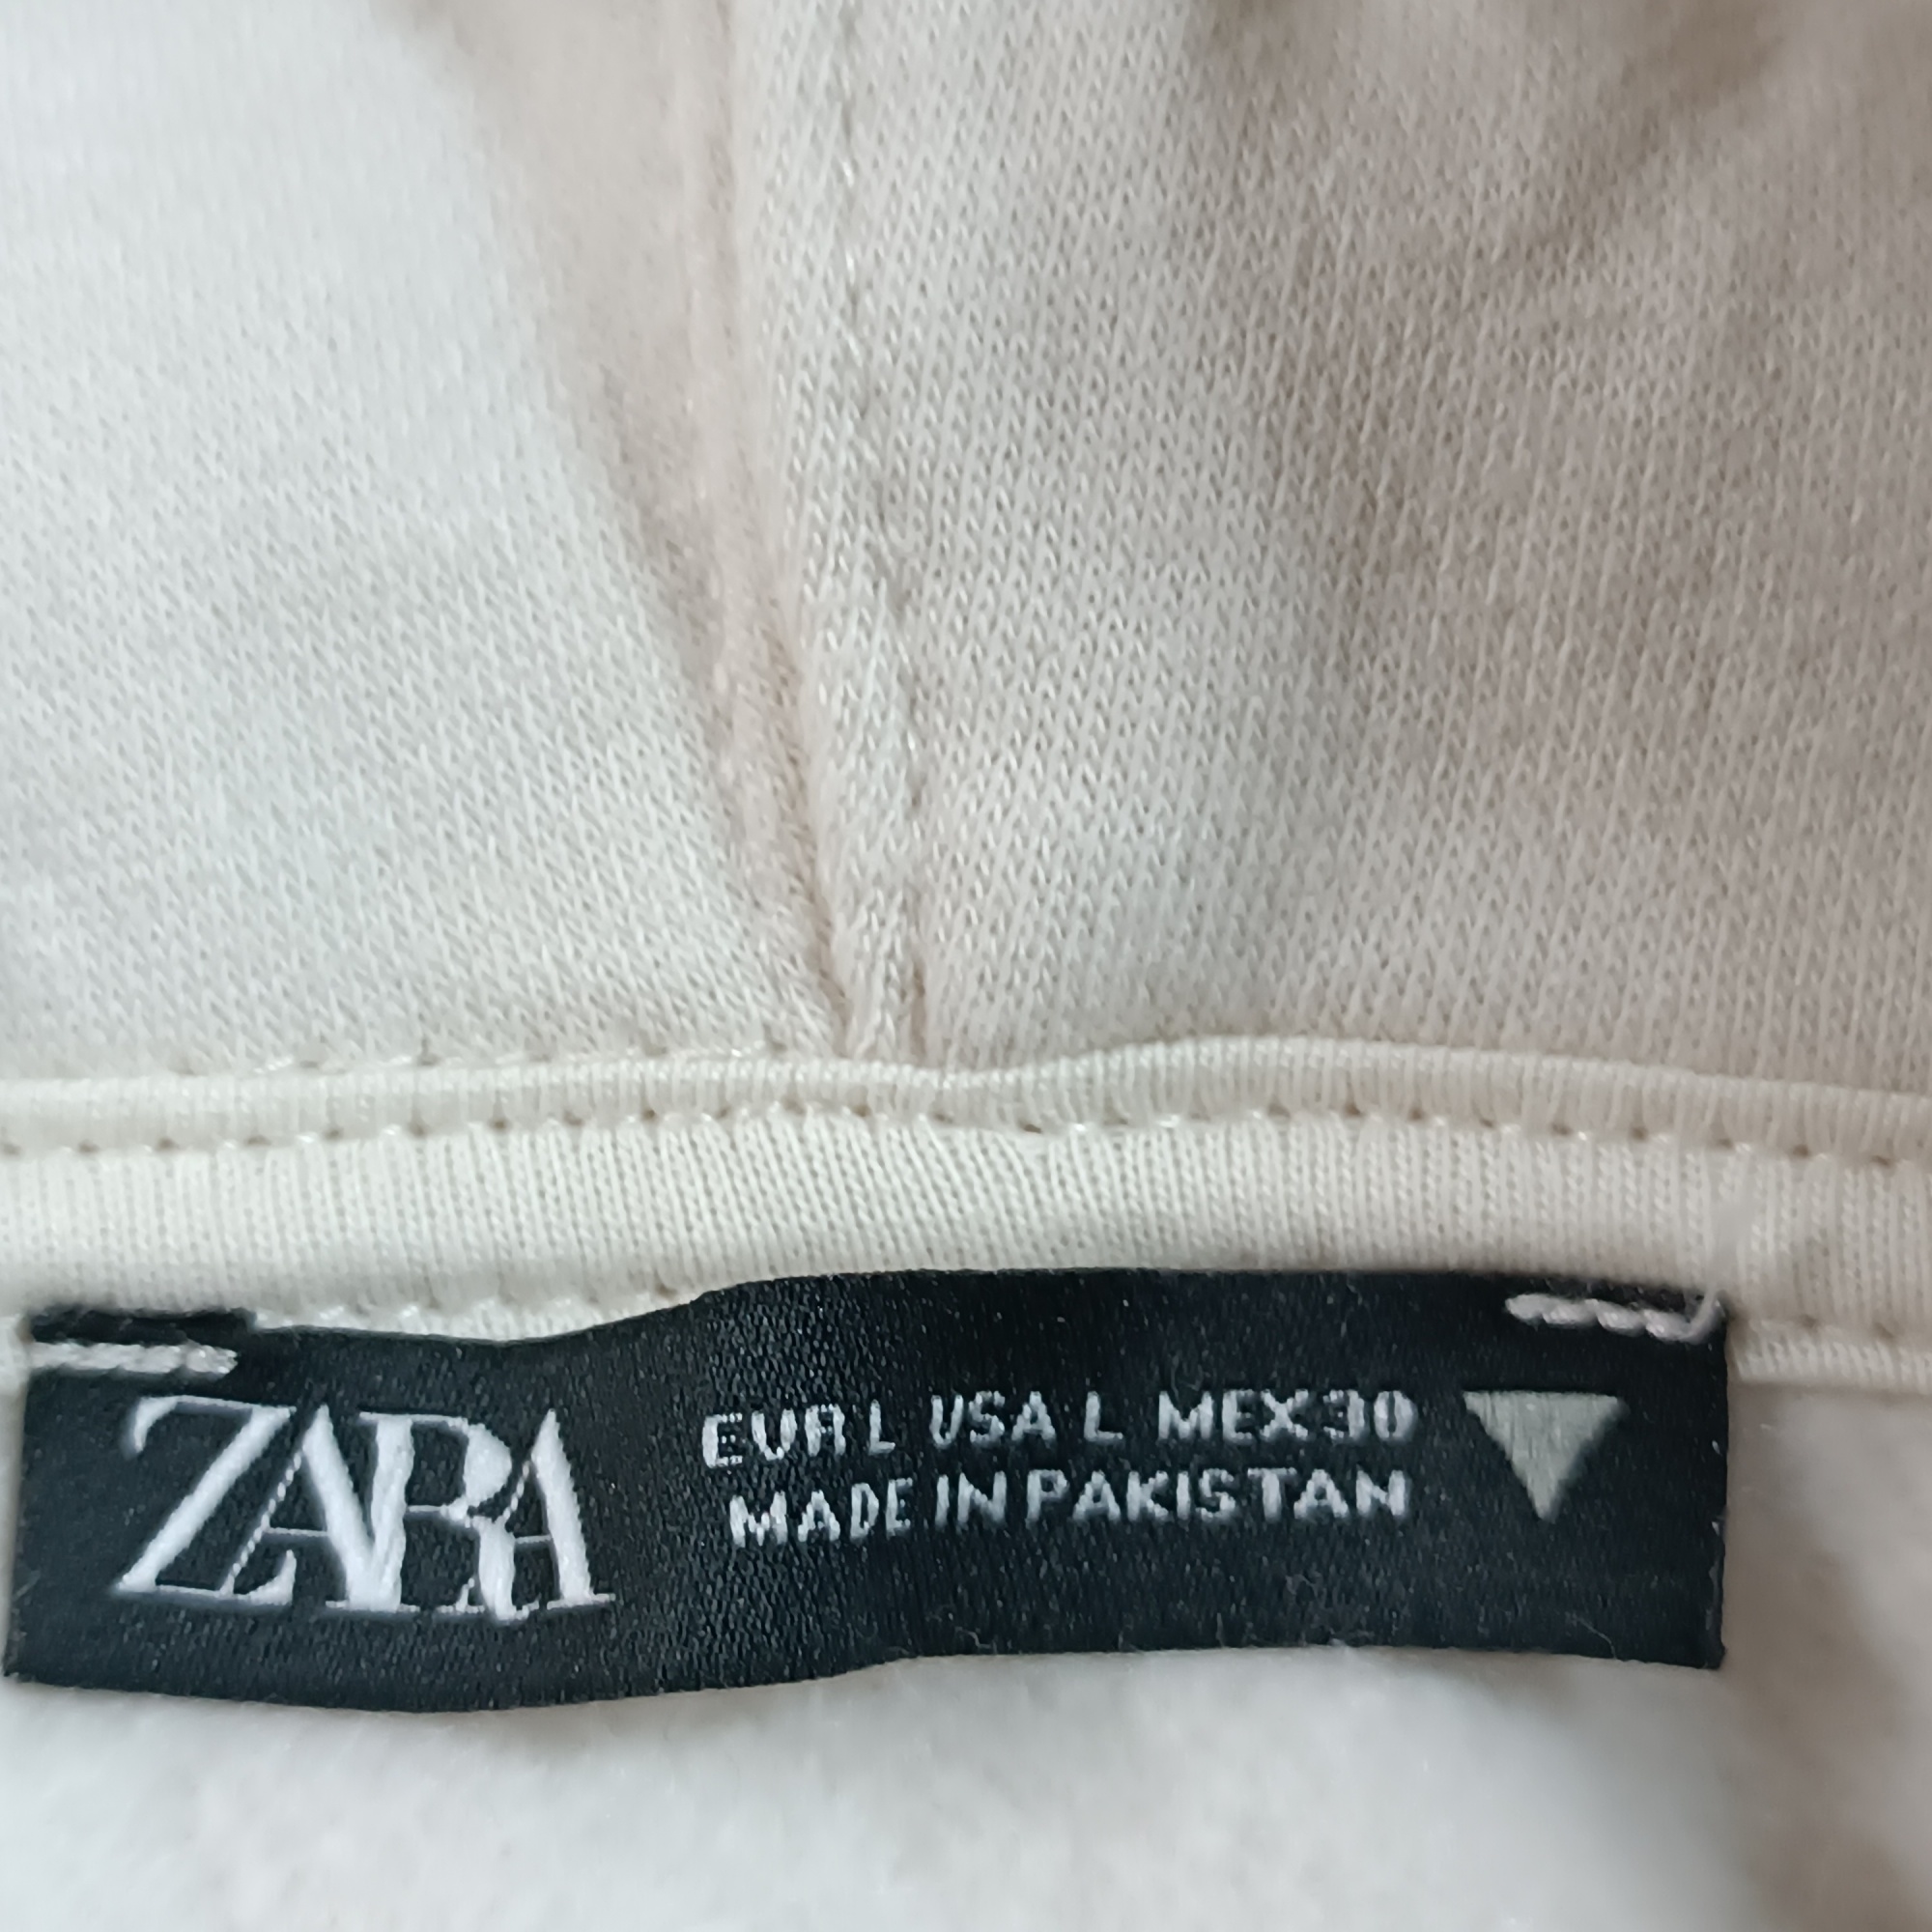 ZARA
EUR L USA L MEX 30
MADE IN PAKISTAN